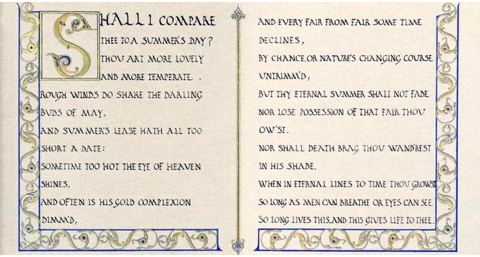 SHALL I COMPARE
THEE TO A SUMMER'S DAY?
THOU ART MORE LOVELY
AND MORE TEMPERATE.
ROUGH WINDS DO SHAKE THE DARLING
BUDS OF MAY,
AND SUMMER'S LEASE HATH ALL TOO
SHORT A DATE:
SOMETIME TOO HOT THE EYE OF HEAVEN
SHINES,
AND OFTEN IS HIS GOLD COMPLEXION
DIMM'D,
AND EVERY FAIR FROM FAIR SOME TIME
DECLINES,
BY CHANCE, OR NATURE'S CHANGING COURSE
UNTRIMM'D;
BUT THY ETERNAL SUMMER SHALL NOT FADE
NOR LOSE POSSESSION OF THAT FAIR THOU
OW'ST.
NOR SHALL DEATH BRAG THOU WAND'REST
IN HIS SHADE,
WHEN IN ETERNAL LINES TO TIME THOU GROWST
SO LONG AS MEN CAN BREATHE OR EYES CAN SEE,
SO LONG LIVES THIS, AND THIS GIVES LIFE TO THEE.